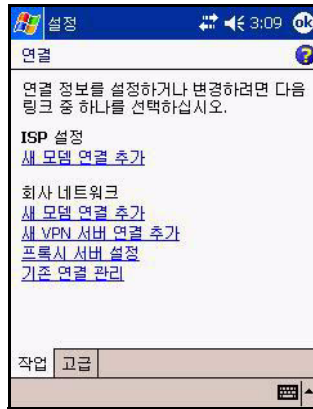 설정 3:09 ok
연결
연결 정보를 설정하거나 변경하려면 다음
링크 중 하나를 선택하십시오.
ISP 설정
새 모뎀 연결 추가
회사 네트워크
새 모뎀 연결 추가
새 VPN 서버 연결 추가
프록시 서버 설정
기존 연결 관리
작업 고급